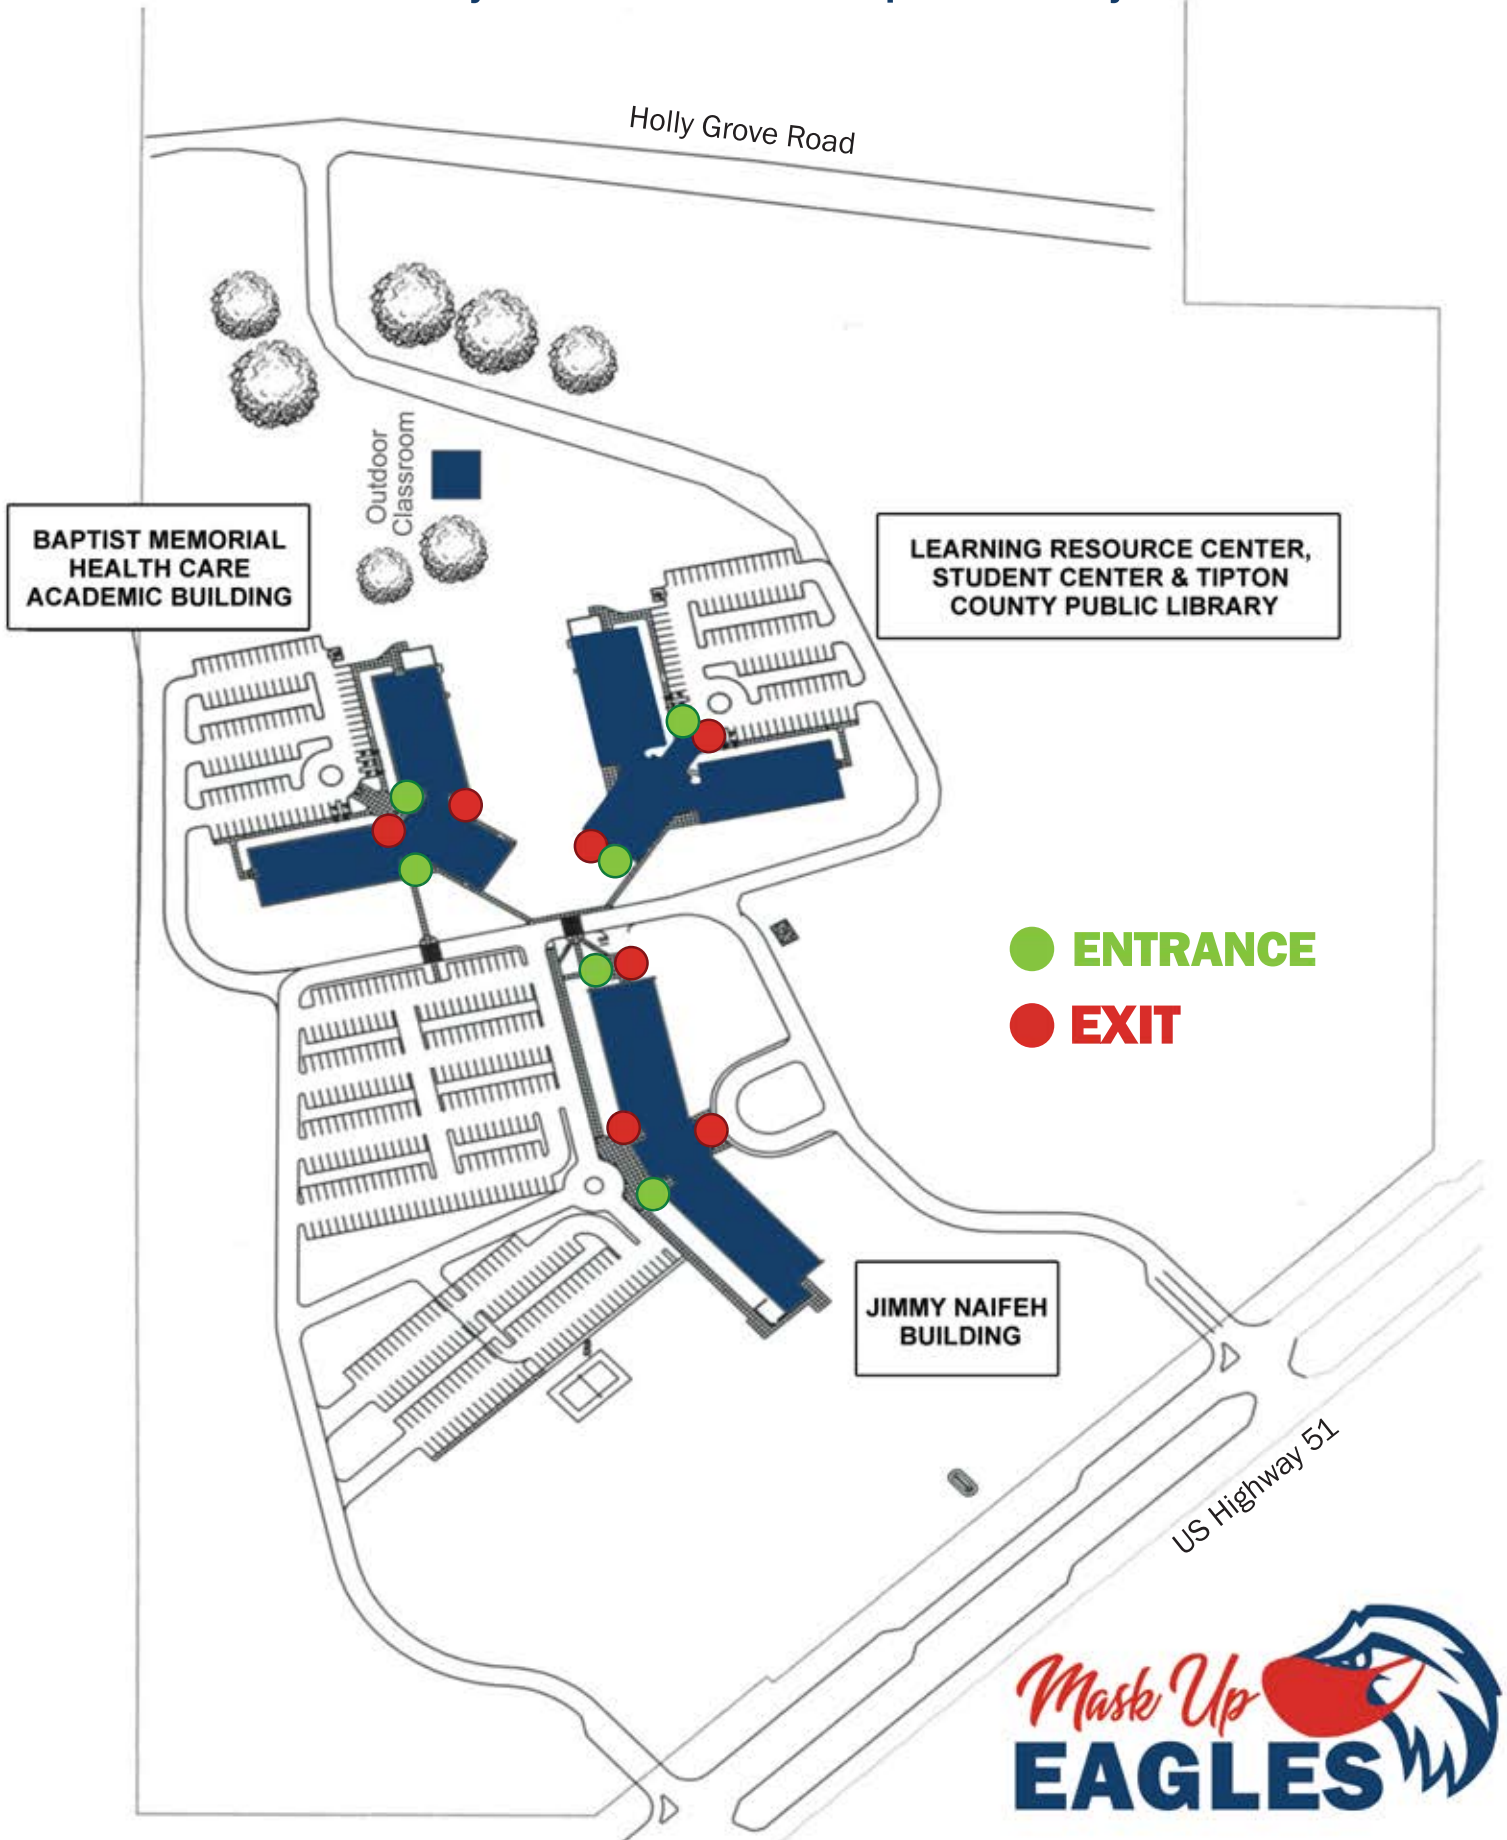 Holly Grove Road
Outdoor
Classroom
BAPTIST MEMORIAL
HEALTH CARE
ACADEMIC BUILDING
LEARNING RESOURCE CENTER,
STUDENT CENTER & TIPTON
COUNTY PUBLIC LIBRARY
ENTRANCE
EXIT
JIMMY NAIFEH
BUILDING
US Highway 51
Mask Up
EAGLES